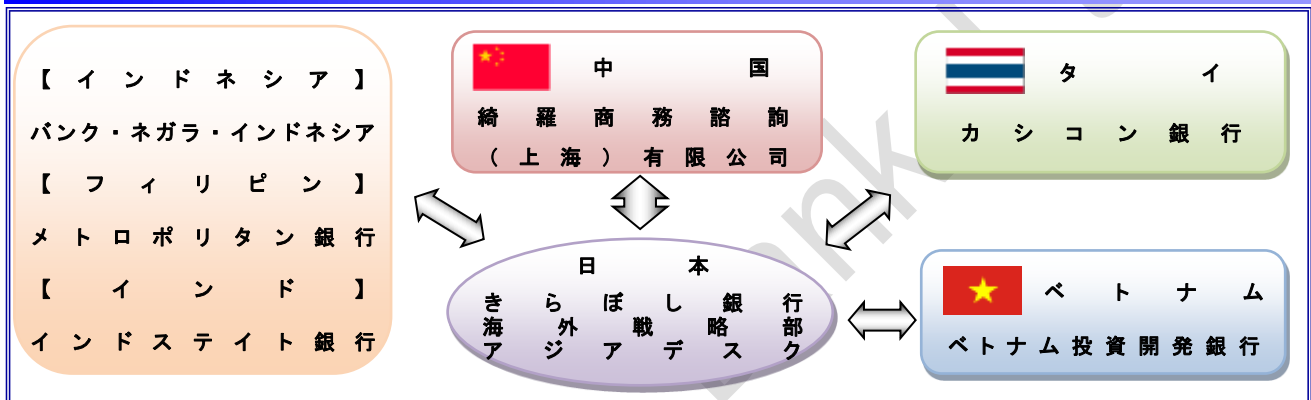 【インドネシア】
バンク・ネガラ・インドネシア
【フィリピン】
メトロポリタン銀行
【インド】
インドステイト銀行
中国
綺羅商務諮詢
（上海）有限公司
タイ
カシコン銀行
日本
きらぼし銀行
海外戦略部
アジアデスク
ベトナム
ベトナム投資開発銀行